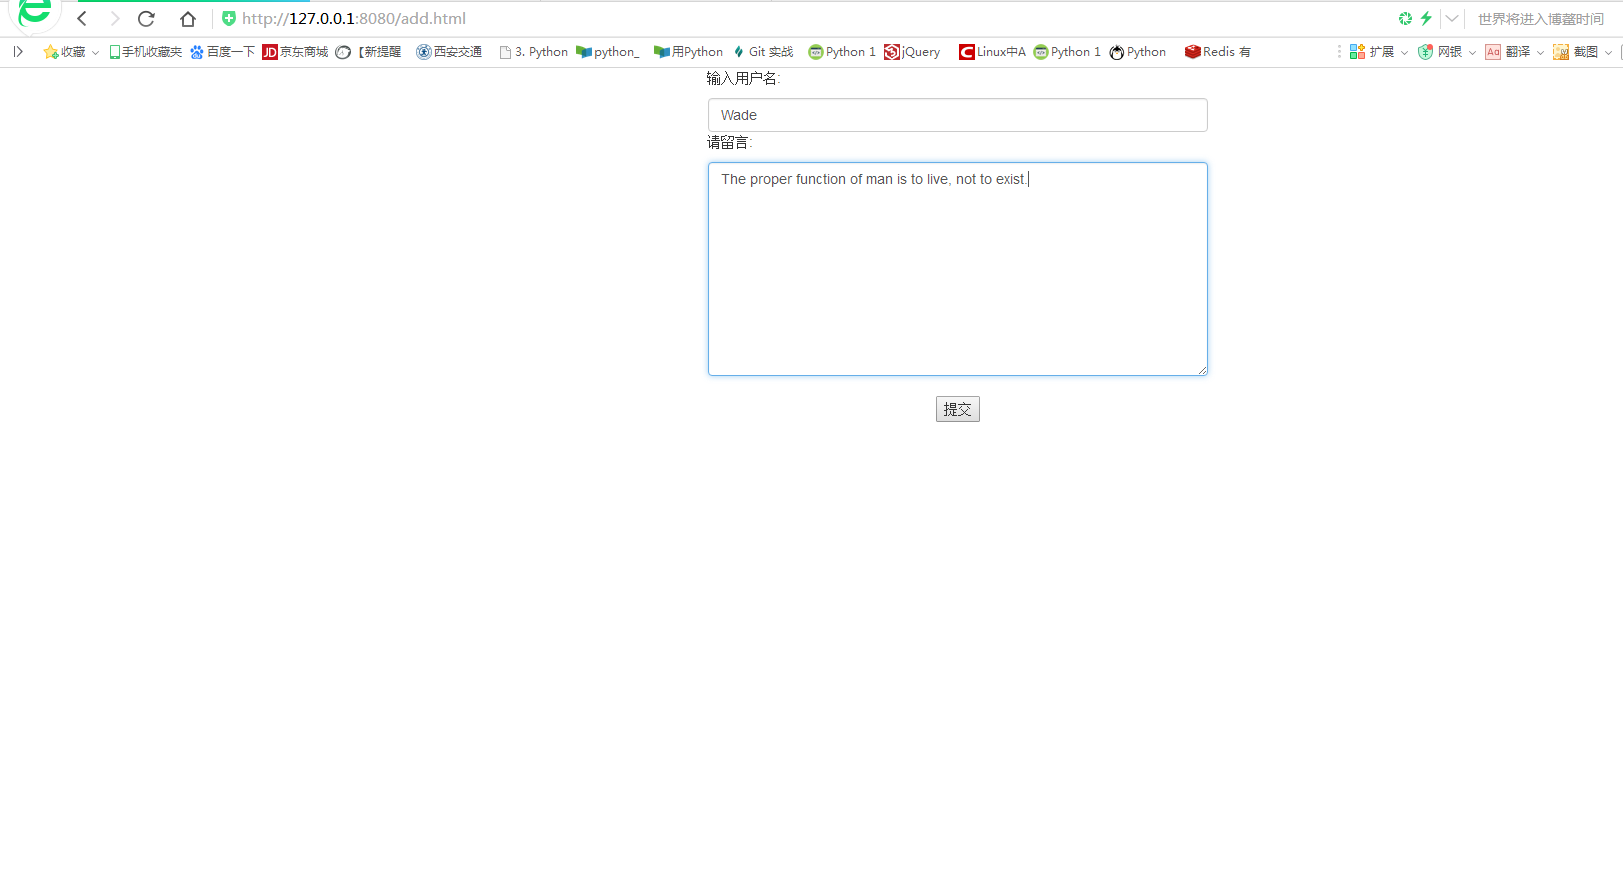 http://127.0.0.1:8080/add.html
世界将进入博鳌时间
收藏 手机收藏夹 百度一下 JD 京东商城 【新提醒 西安交通 3. Python python_ 用Python Git 实战 Python 1 jQuery Linux中A Python 1 Python Redis 有 扩展 网银 Aa 翻译 截图
输入用户名:
Wade
请留言:
The proper function of man is to live, not to exist.
提交